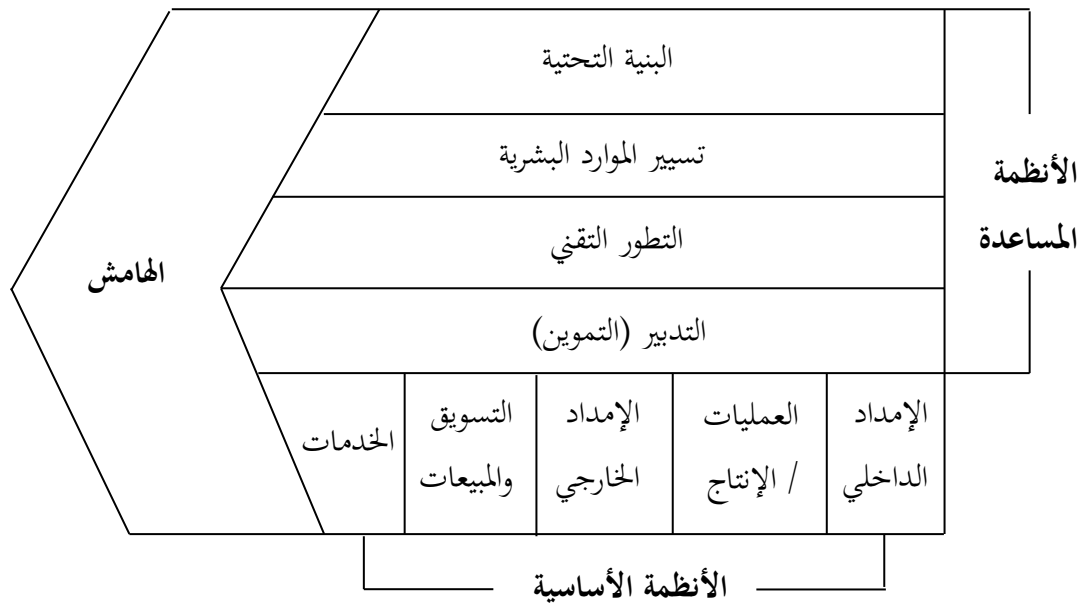 البنية التحتية
تسيير الموارد البشرية
التطور التقني
التدبير (التموين)
الأنظمة
المساعدة
الهامش
الإمداد
الداخلي
العمليات
/ الإنتاج
الإمداد
الخارجي
التسويق
والمبيعات
الخدمات
الأنظمة الأساسية